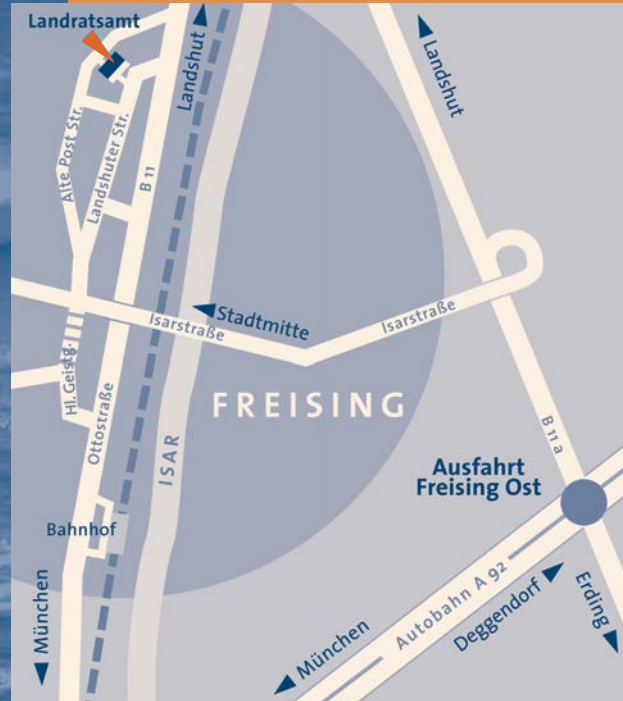 Landratsamt
Landshut
Landshut
Alte Post Str.
Landshuter Str.
B 11
Stadtmitte
Isarstraße
Isarstraße
Hl. Geistg.
Ottostraße
FREISING
ISAR
B 11 a
Ausfahrt
Freising Ost
Bahnhof
München
Autobahn A 92
Deggendorf
Erding
München